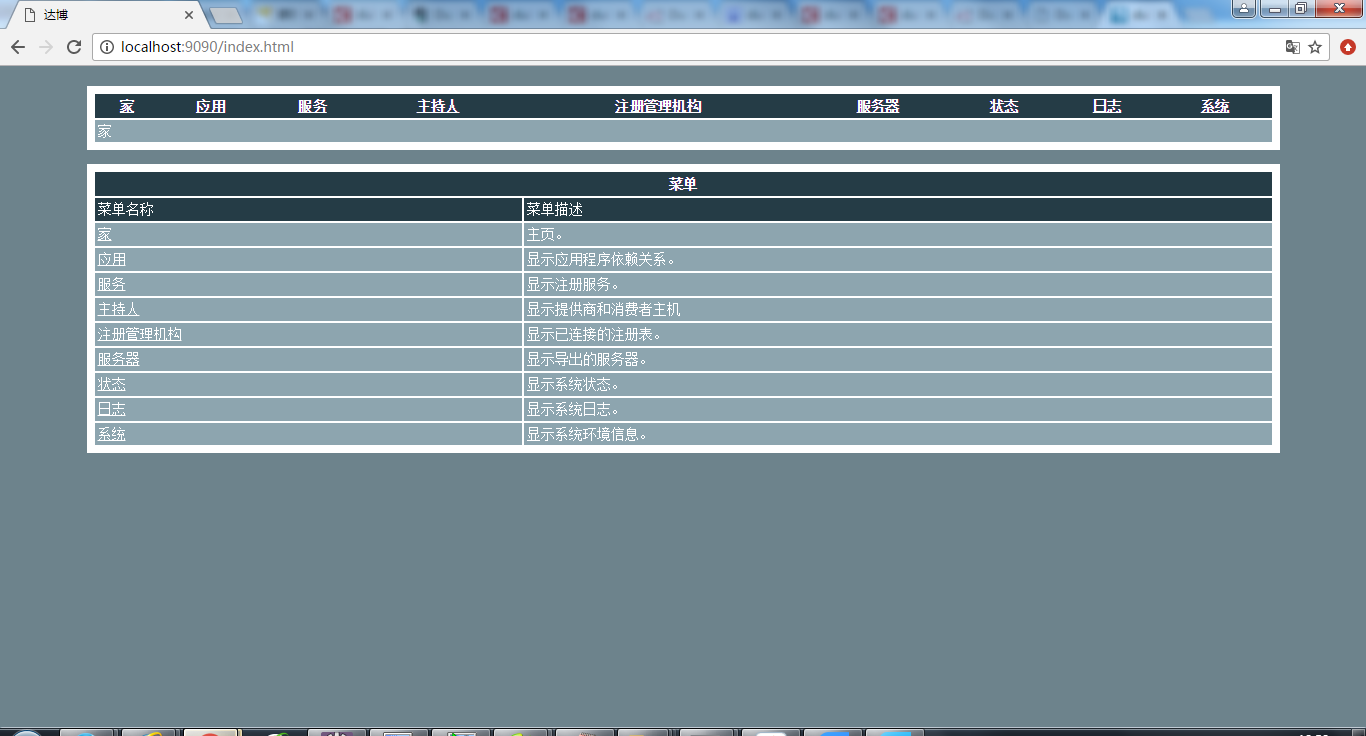 达博
localhost:9090/index.html
家 应用 服务 主持人 注册管理机构 服务器 状态 日志 系统
家
菜单
菜单名称 菜单描述
家 主页。
应用 显示应用程序依赖关系。
服务 显示注册服务。
主持人 显示提供商和消费者主机
注册管理机构 显示已连接的注册表。
服务器 显示导出的服务器。
状态 显示系统状态。
日志 显示系统日志。
系统 显示系统环境信息。